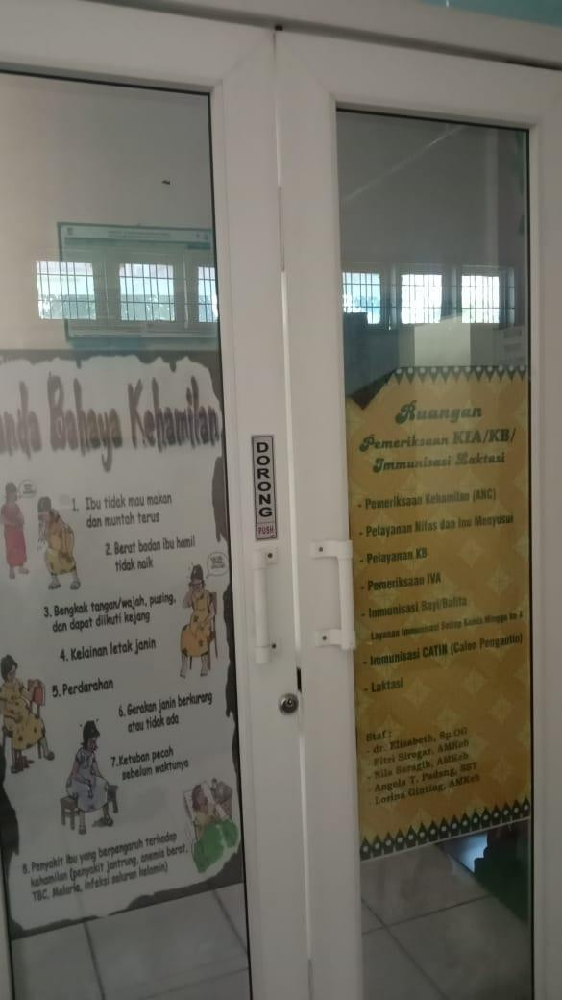 anda Bahaya Kehamilan
1. Ibu tidak mau makan
dan muntah terus
2. Berat badan ibu hamil
tidak naik
3. Bengkak tangan/wajah, pusing,
dan dapat diikuti kejang
4. Kelainan letak janin
5. Perdarahan
6. Gerakan janin berkurang
atau tidak ada
7. Ketuban pecah
sebelum waktunya
8. Penyakit ibu yang berpengaruh terhadap
kehamilan (penyakit jantrung, anemia berat,
TBC, Malaria, infeksi saluran kelamin)
DORONG
PUSH
Ruangan
Pemeriksaan KIA/KB/
Immunisasi Laktasi
- Pemeriksaan Kehamilan (ANC)
- Pelayanan Nifas dan Inu Menyusui
- Pelayanan KB
- Pemeriksaan IVA
- Immunisasi Bayi/Balita
Layanan Immunisasi Setiap Kamis Minggu ke 2
- Immunisasi CATIN (Calon Pengantin)
- Laktasi
Staf :
- dr. Elisabeth, Sp.OG
- Fitri Siregar, AMKeb
- Nila Saragih, AMKeb
- Angela T. Padang, SST
- Lorina Ginting, AMKeb